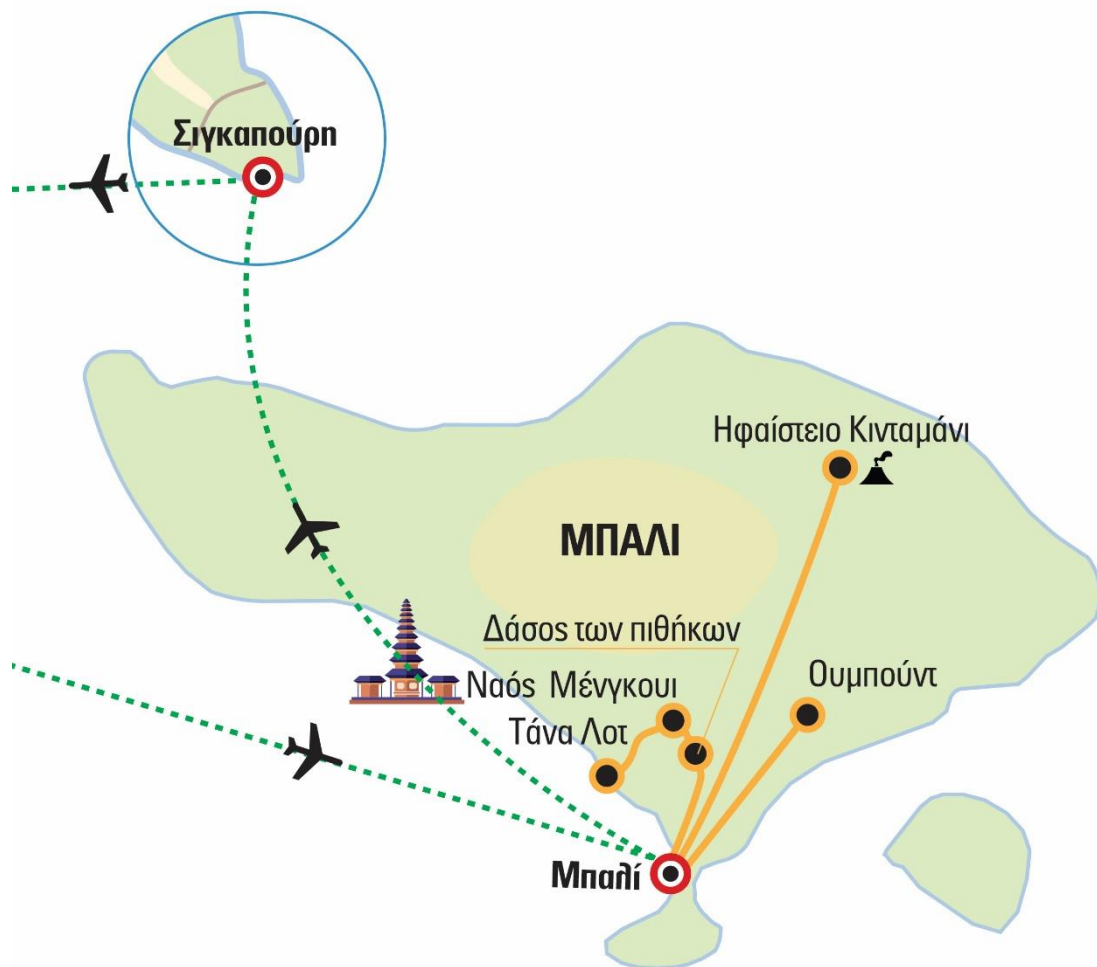 Σιγκαπούρη
Ηφαίστειο Κινταμάνι
ΜΠΑΛΙ
Δάσος των πιθήκων
Ουμπούντ
Ναός Μένγκουι
Τάνα Λοτ
Μπαλί